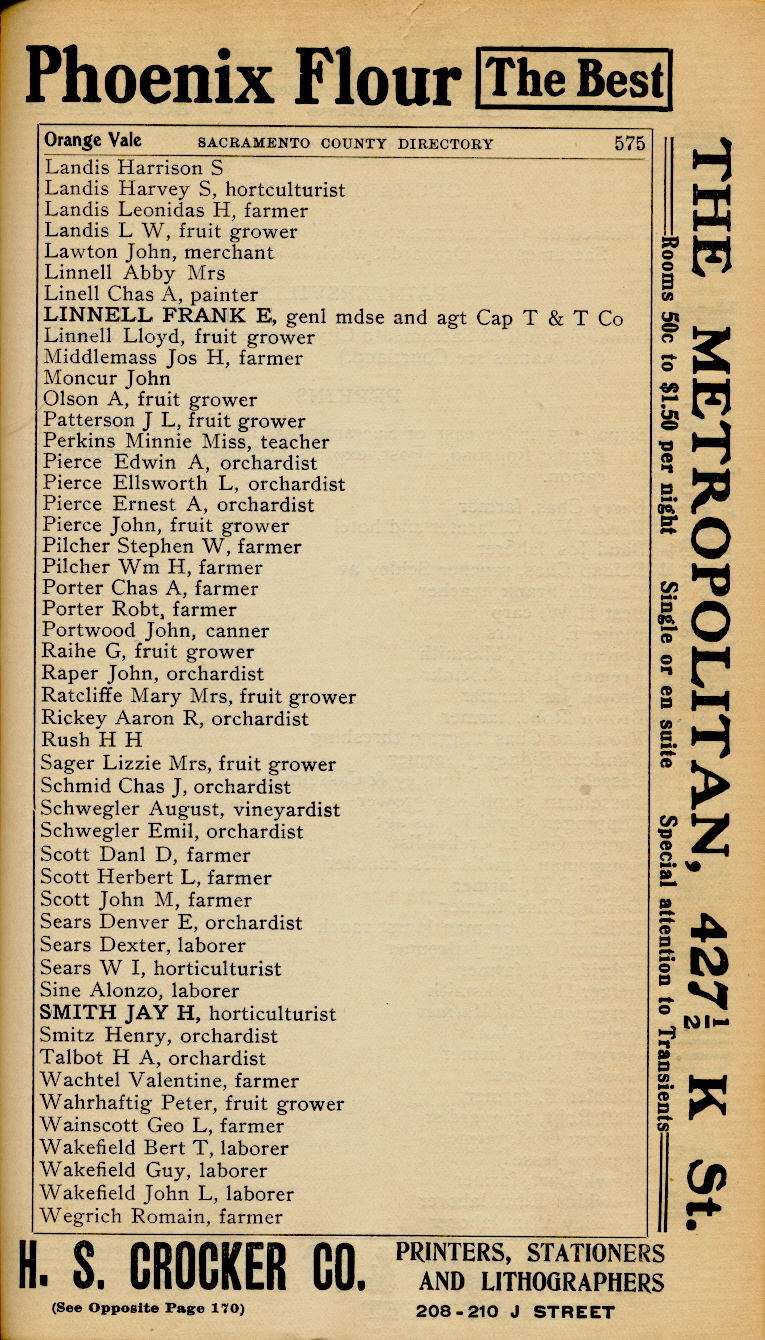 Phoenix Flour The Best
Orange Vale SACRAMENTO COUNTY DIRECTORY 575
Landis Harrison S
Landis Harvey S, hortculturist
Landis Leonidas H, farmer
Landis L W, fruit grower
Lawton John, merchant
Linnell Abby Mrs
Linell Chas A, painter
LINNELL FRANK E, genl mdse and agt Cap T & T Co
Linnell Lloyd, fruit grower
Middlemass Jos H, farmer
Moncur John
Olson A, fruit grower
Patterson J L, fruit grower
Perkins Minnie Miss, teacher
Pierce Edwin A, orchardist
Pierce Ellsworth L, orchardist
Pierce Ernest A, orchardist
Pierce John, fruit grower
Pilcher Stephen W, farmer
Pilcher Wm H, farmer
Porter Chas A, farmer
Porter Robt, farmer
Portwood John, canner
Raihe G, fruit grower
Raper John, orchardist
Ratcliffe Mary Mrs, fruit grower
Rickey Aaron R, orchardist
Rush H H
Sager Lizzie Mrs, fruit grower
Schmid Chas J, orchardist
Schwegler August, vineyardist
Schwegler Emil, orchardist
Scott Danl D, farmer
Scott Herbert L, farmer
Scott John M, farmer
Sears Denver E, orchardist
Sears Dexter, laborer
Sears W I, horticulturist
Sine Alonzo, laborer
SMITH JAY H, horticulturist
Smitz Henry, orchardist
Talbot H A, orchardist
Wachtel Valentine, farmer
Wahrhaftig Peter, fruit grower
Wainscott Geo L, farmer
Wakefield Bert T, laborer
Wakefield Guy, laborer
Wakefield John L, laborer
Wegrich Romain, farmer
THE METROPOLITAN, 427½ K St.
Rooms 50c to $1.50 per night Single or en suite Special attention to Transients
H. S. CROCKER CO.
(See Opposite Page 170)
PRINTERS, STATIONERS
AND LITHOGRAPHERS
208-210 J STREET